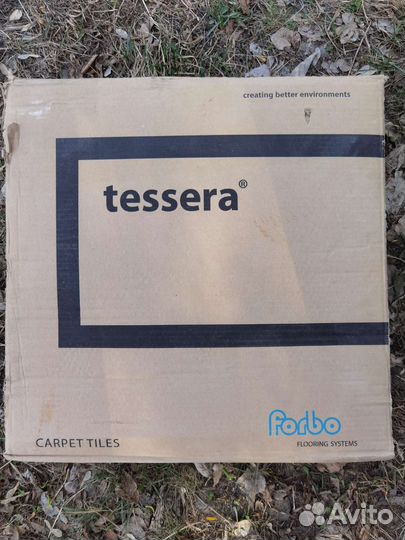 creating better environments
tessera®
forbo
CARPET TILES
FLOORING SYSTEMS
Avito